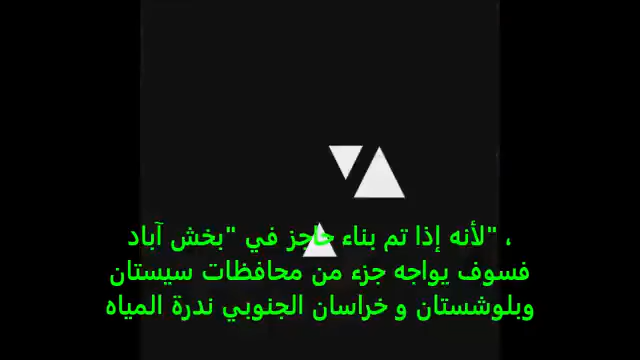 ، "لأنه إذا تم بناء حاجز في "بخش آباد
فسوف يواجه جزء من محافظات سيستان
وبلوشستان و خراسان الجنوبي ندرة المياه